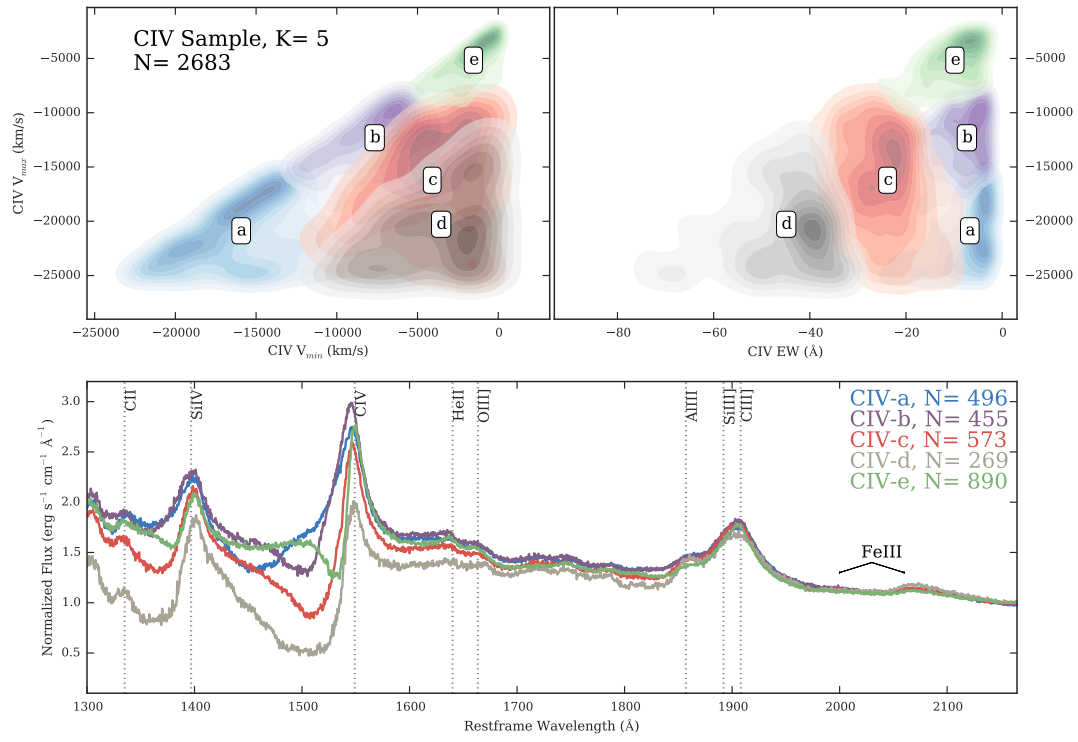 CIV Sample, K= 5
N= 2683
a
b
c
d
e
−5000
−10000
−15000
−20000
−25000
CIV V_max (km/s)
−25000 −20000 −15000 −10000 −5000 0
CIV V_min (km/s)
a
b
c
d
e
−5000
−10000
−15000
−20000
−25000
−80 −60 −40 −20 0
CIV EW (Å)
CII
SiIV
CIV
HeII
OIII]
AlIII
SiIII]
CIII]
CIV-a, N= 496
CIV-b, N= 455
CIV-c, N= 573
CIV-d, N= 269
CIV-e, N= 890
FeIII
3.0
2.5
2.0
1.5
1.0
0.5
Normalized Flux (erg s⁻¹ cm⁻¹ Å⁻¹)
1300 1400 1500 1600 1700 1800 1900 2000 2100
Restframe Wavelength (Å)